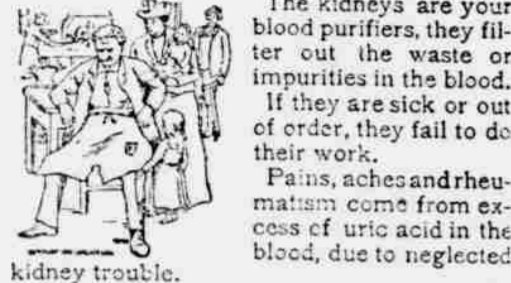 The kidneys are your
blood purifiers, they fil-
ter out the waste or
impurities in the blood.
If they are sick or out
of order, they fail to do
their work.
Pains, aches and rheu-
matism come from ex-
cess of uric acid in the
blood, due to neglected
kidney trouble.